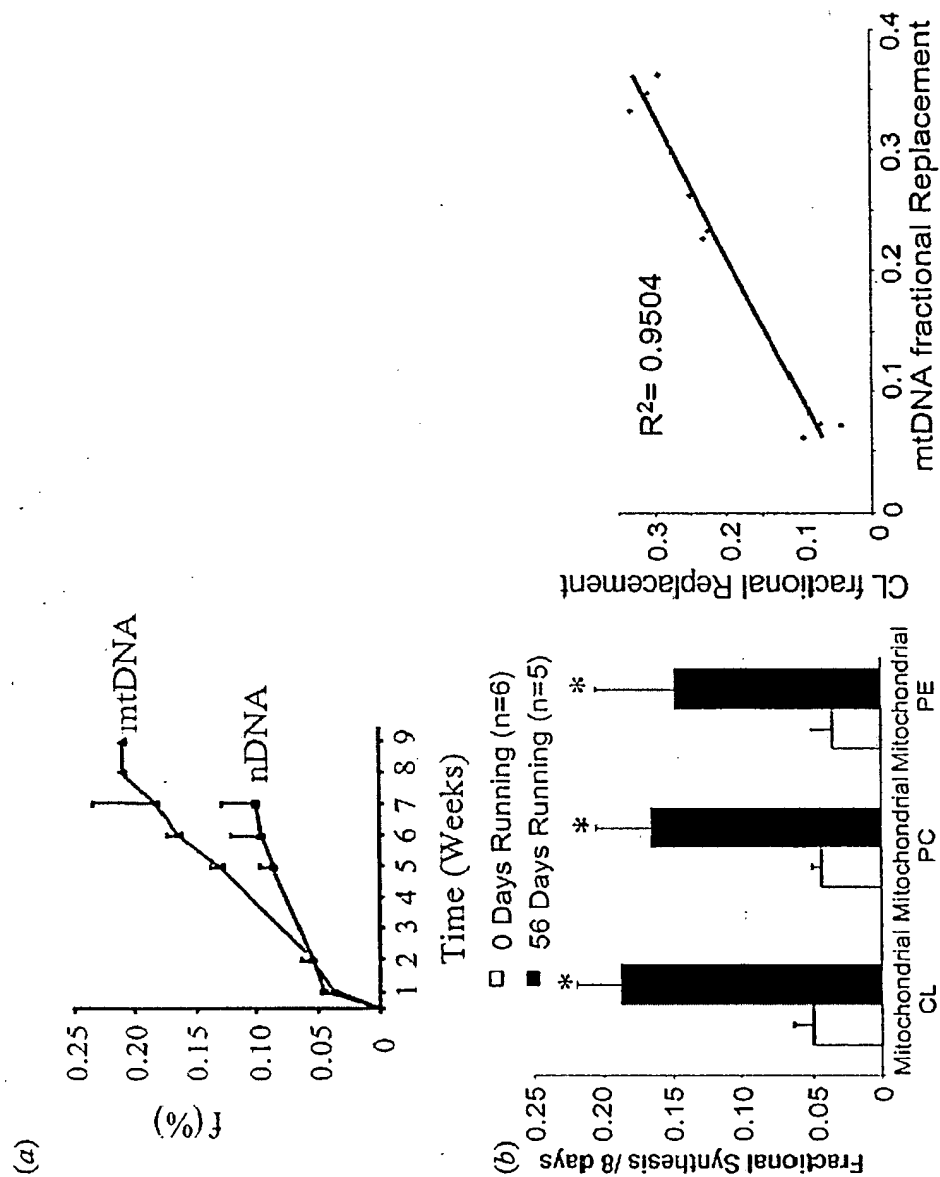 (a)
f (%)
0.25
0.20
0.15
0.10
0.05
0
mtDNA
nDNA
1 2 3 4 5 6 7 8 9
Time (Weeks)
(b)
Fractional Synthesis /8 days
0.25
0.20
0.15
0.10
0.05
0
0 Days Running (n=6)
56 Days Running (n=5)
*
*
*
Mitochondrial Mitochondrial Mitochondrial
CL PC PE
CL fractional Replacement
0.3
0.2
0.1
0
R²= 0.9504
0 0.1 0.2 0.3 0.4
mtDNA fractional Replacement